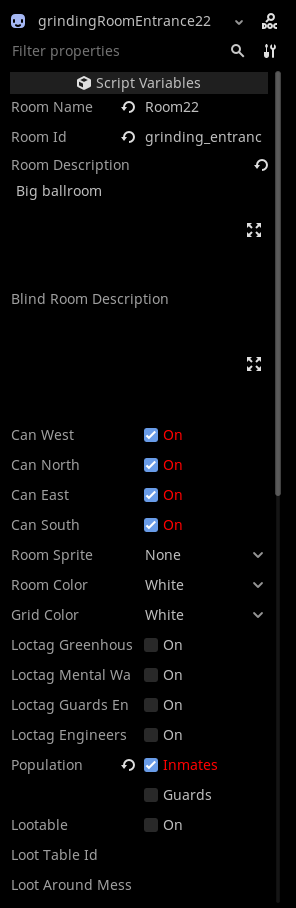 grindingRoomEntrance22
Filter properties
Script Variables
Room Name Room22
Room Id grinding_entranc
Room Description
Big ballroom
Blind Room Description
Can West On
Can North On
Can East On
Can South On
Room Sprite None
Room Color White
Grid Color White
Loctag Greenhous On
Loctag Mental Wa On
Loctag Guards En On
Loctag Engineers On
Population Inmates
Guards
Lootable On
Loot Table Id
Loot Around Mess